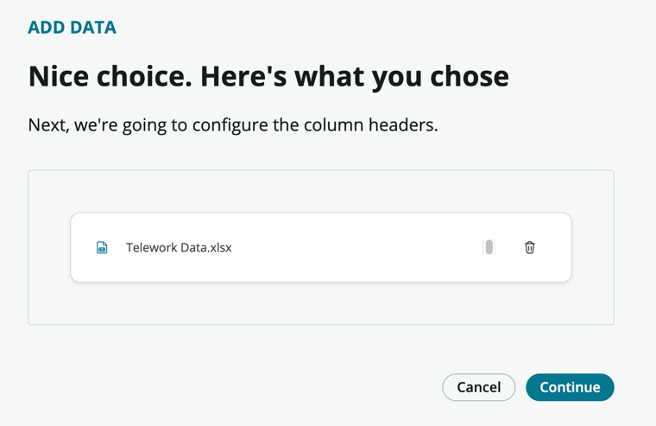 ADD DATA
Nice choice. Here's what you chose
Next, we're going to configure the column headers.
Telework Data.xlsx
Cancel Continue